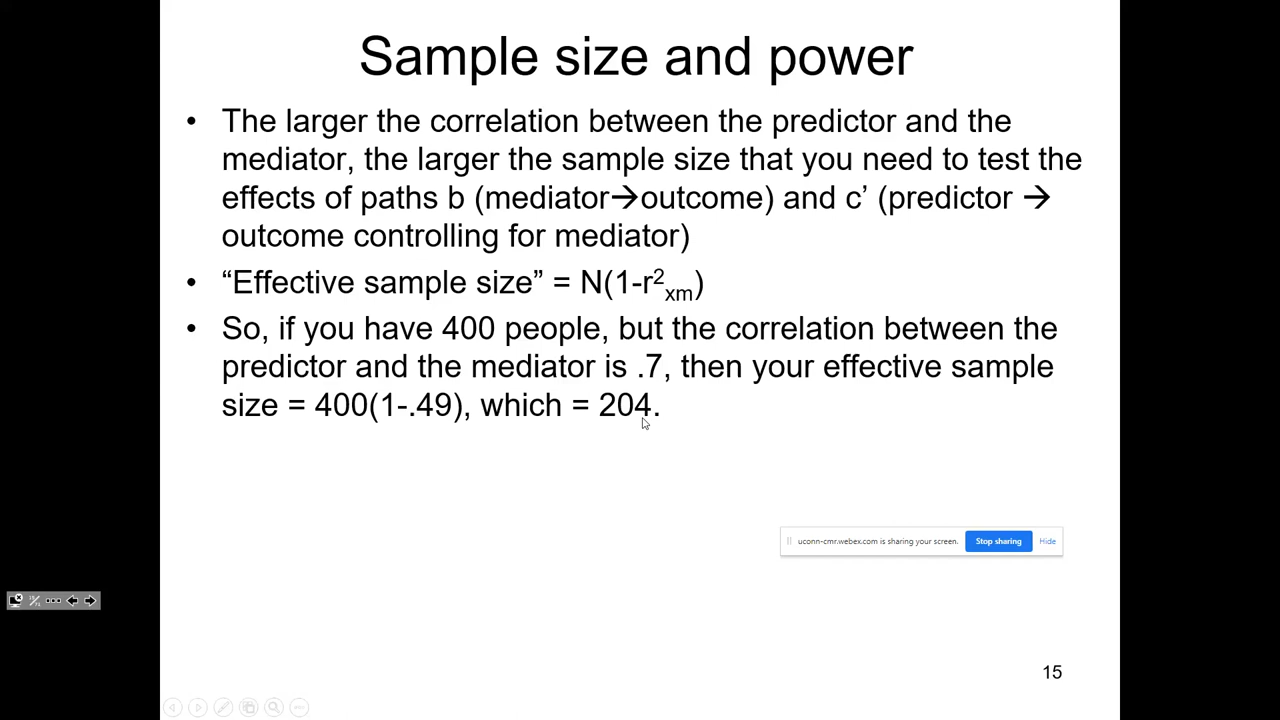 Sample size and power
• The larger the correlation between the predictor and the
mediator, the larger the sample size that you need to test the
effects of paths b (mediator→outcome) and c’ (predictor →
outcome controlling for mediator)
• “Effective sample size” = N(1-r²xm)
• So, if you have 400 people, but the correlation between the
predictor and the mediator is .7, then your effective sample
size = 400(1-.49), which = 204.
uconn-cmr.webex.com is sharing your screen. Stop sharing Hide
15